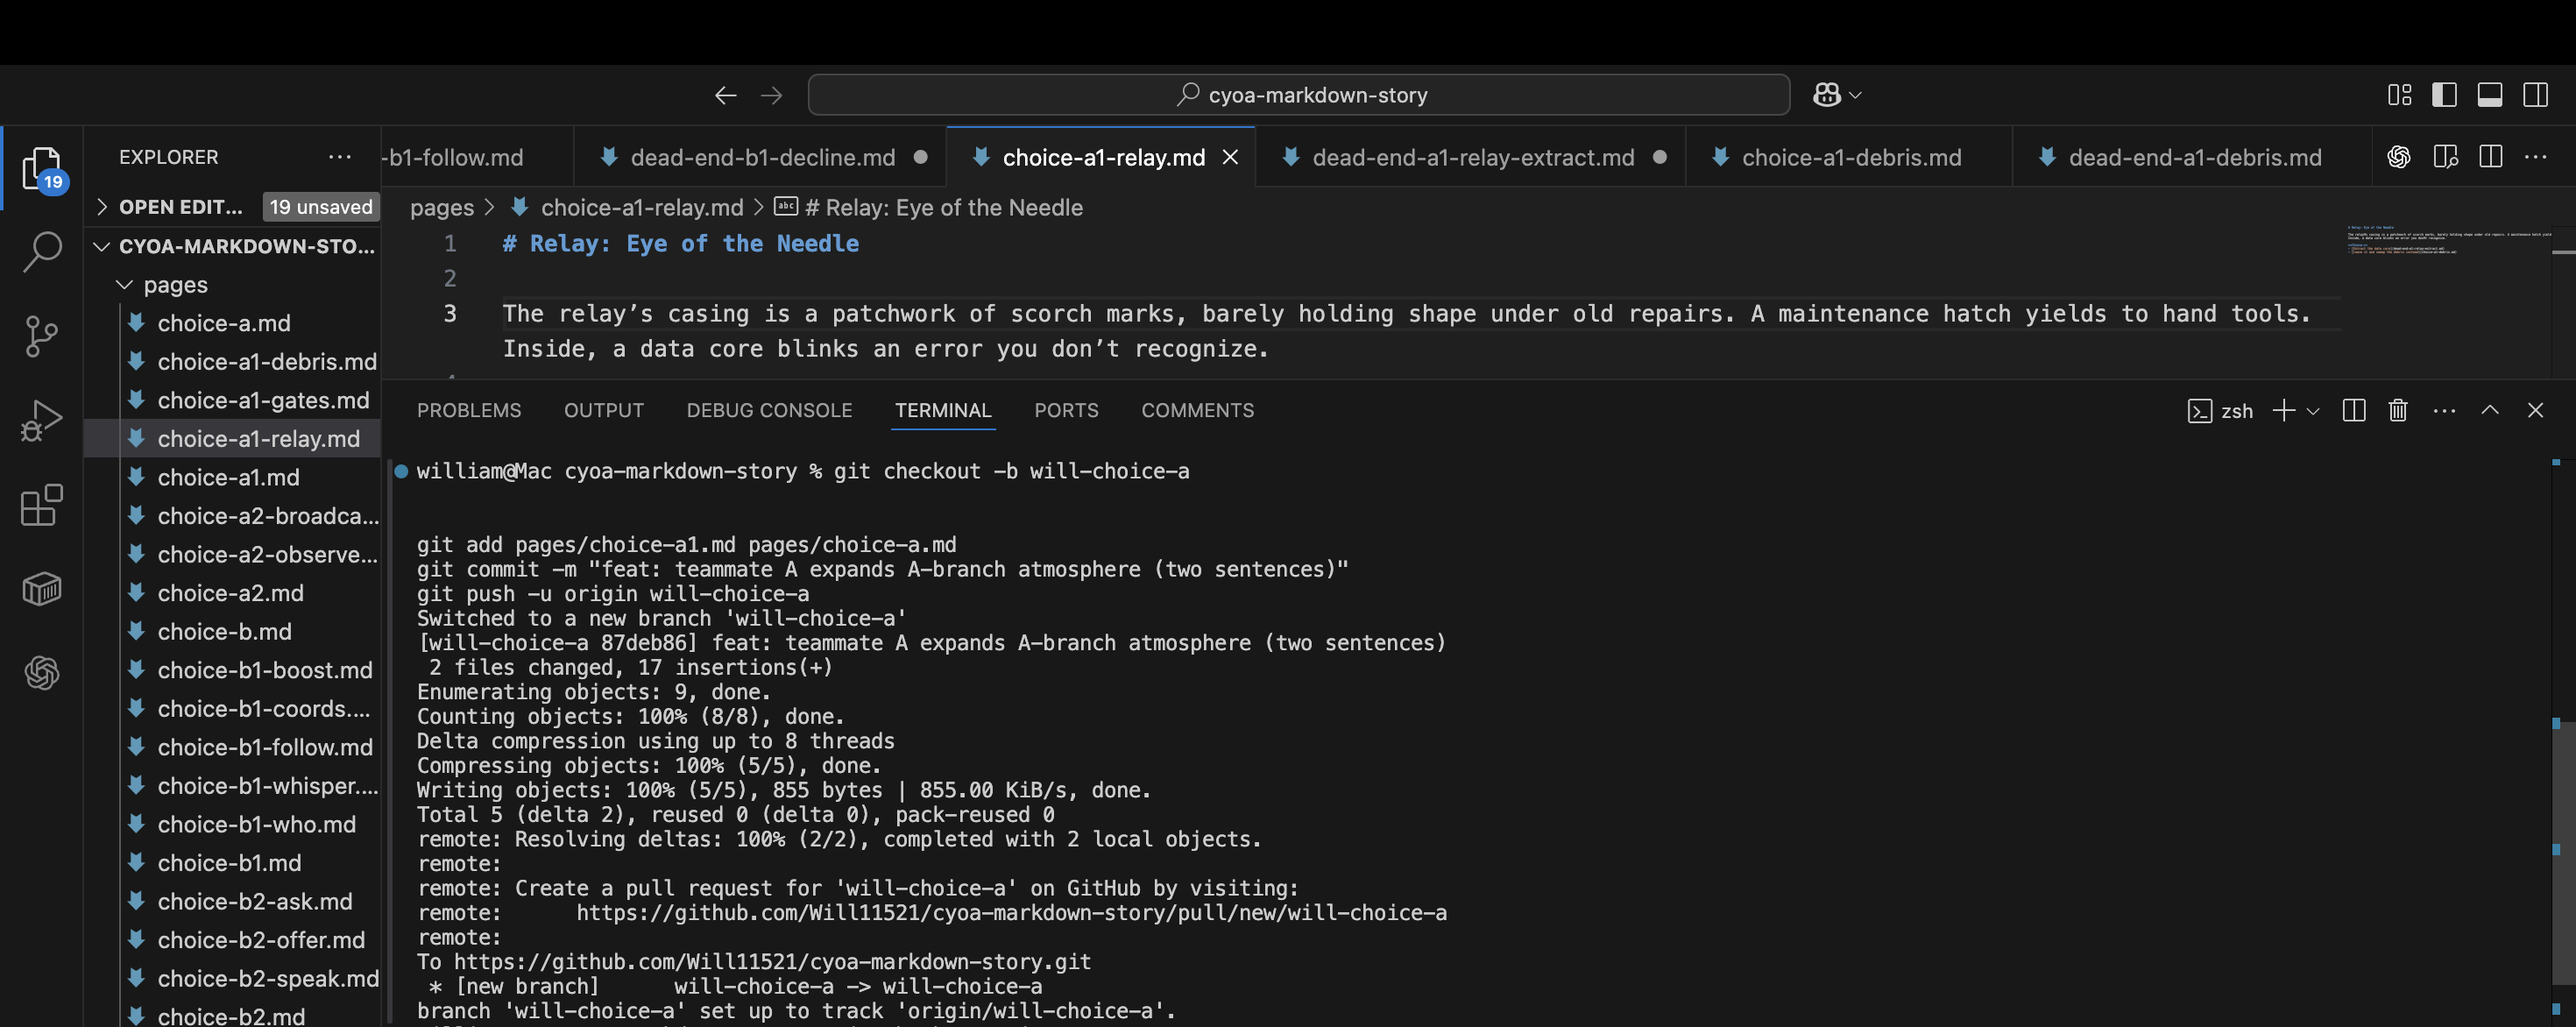 cyoa-markdown-story
EXPLORER
-b1-follow.md
dead-end-b1-decline.md
choice-a1-relay.md
dead-end-a1-relay-extract.md
choice-a1-debris.md
dead-end-a1-debris.md
19
OPEN EDIT...
19 unsaved
CYOA-MARKDOWN-STO...
pages
choice-a.md
choice-a1-debris.md
choice-a1-gates.md
choice-a1-relay.md
choice-a1.md
choice-a2-broadca...
choice-a2-observe...
choice-a2.md
choice-b.md
choice-b1-boost.md
choice-b1-coords....
choice-b1-follow.md
choice-b1-whisper....
choice-b1-who.md
choice-b1.md
choice-b2-ask.md
choice-b2-offer.md
choice-b2-speak.md
choice-b2.md
pages > choice-a1-relay.md > abc # Relay: Eye of the Needle
1 # Relay: Eye of the Needle
2
3 The relay’s casing is a patchwork of scorch marks, barely holding shape under old repairs. A maintenance hatch yields to hand tools.
Inside, a data core blinks an error you don’t recognize.
PROBLEMS OUTPUT DEBUG CONSOLE TERMINAL PORTS COMMENTS
zsh
william@Mac cyoa-markdown-story % git checkout -b will-choice-a
git add pages/choice-a1.md pages/choice-a.md
git commit -m "feat: teammate A expands A-branch atmosphere (two sentences)"
git push -u origin will-choice-a
Switched to a new branch 'will-choice-a'
[will-choice-a 87deb86] feat: teammate A expands A-branch atmosphere (two sentences)
2 files changed, 17 insertions(+)
Enumerating objects: 9, done.
Counting objects: 100% (8/8), done.
Delta compression using up to 8 threads
Compressing objects: 100% (5/5), done.
Writing objects: 100% (5/5), 855 bytes | 855.00 KiB/s, done.
Total 5 (delta 2), reused 0 (delta 0), pack-reused 0
remote: Resolving deltas: 100% (2/2), completed with 2 local objects.
remote:
remote: Create a pull request for 'will-choice-a' on GitHub by visiting:
remote:      https://github.com/Will11521/cyoa-markdown-story/pull/new/will-choice-a
remote:
To https://github.com/Will11521/cyoa-markdown-story.git
* [new branch]      will-choice-a -> will-choice-a
branch 'will-choice-a' set up to track 'origin/will-choice-a'.